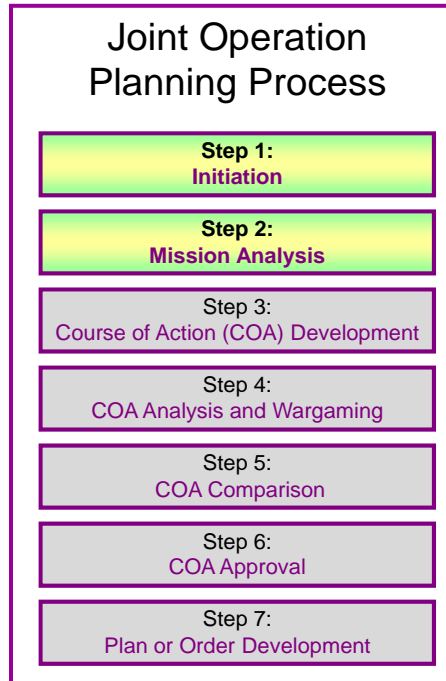 Joint Operation
Planning Process
Step 1:
Initiation
Step 2:
Mission Analysis
Step 3:
Course of Action (COA) Development
Step 4:
COA Analysis and Wargaming
Step 5:
COA Comparison
Step 6:
COA Approval
Step 7:
Plan or Order Development